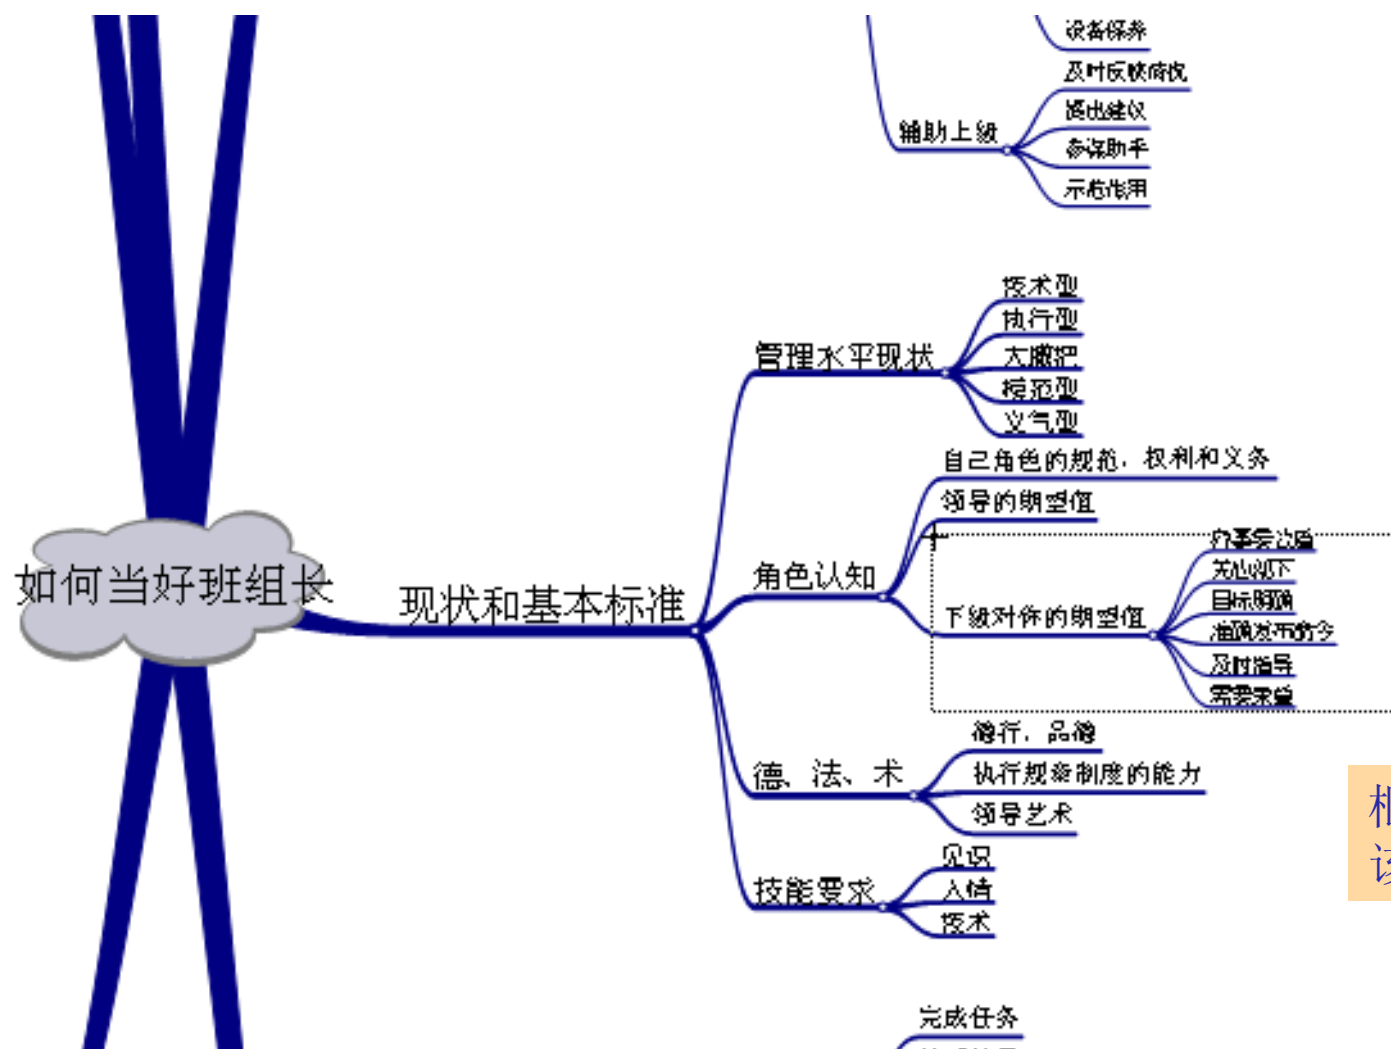 设备保养
及时反映情况
提出建议
辅助上级
参谋助手
示范作用
技术型
执行型
管理水平现状
大撒把
模范型
义气型
自己角色的规范，权利和义务
领导的期望值
办事要公道
角色认知
关心部下
目标明确
如何当好班组长
现状和基本标准
下级对你的期望值
准确发布命令
及时指导
需要荣誉
德行，品德
德、法、术
执行规章制度的能力
领导艺术
见识
技能要求
人情
技术
完成任务